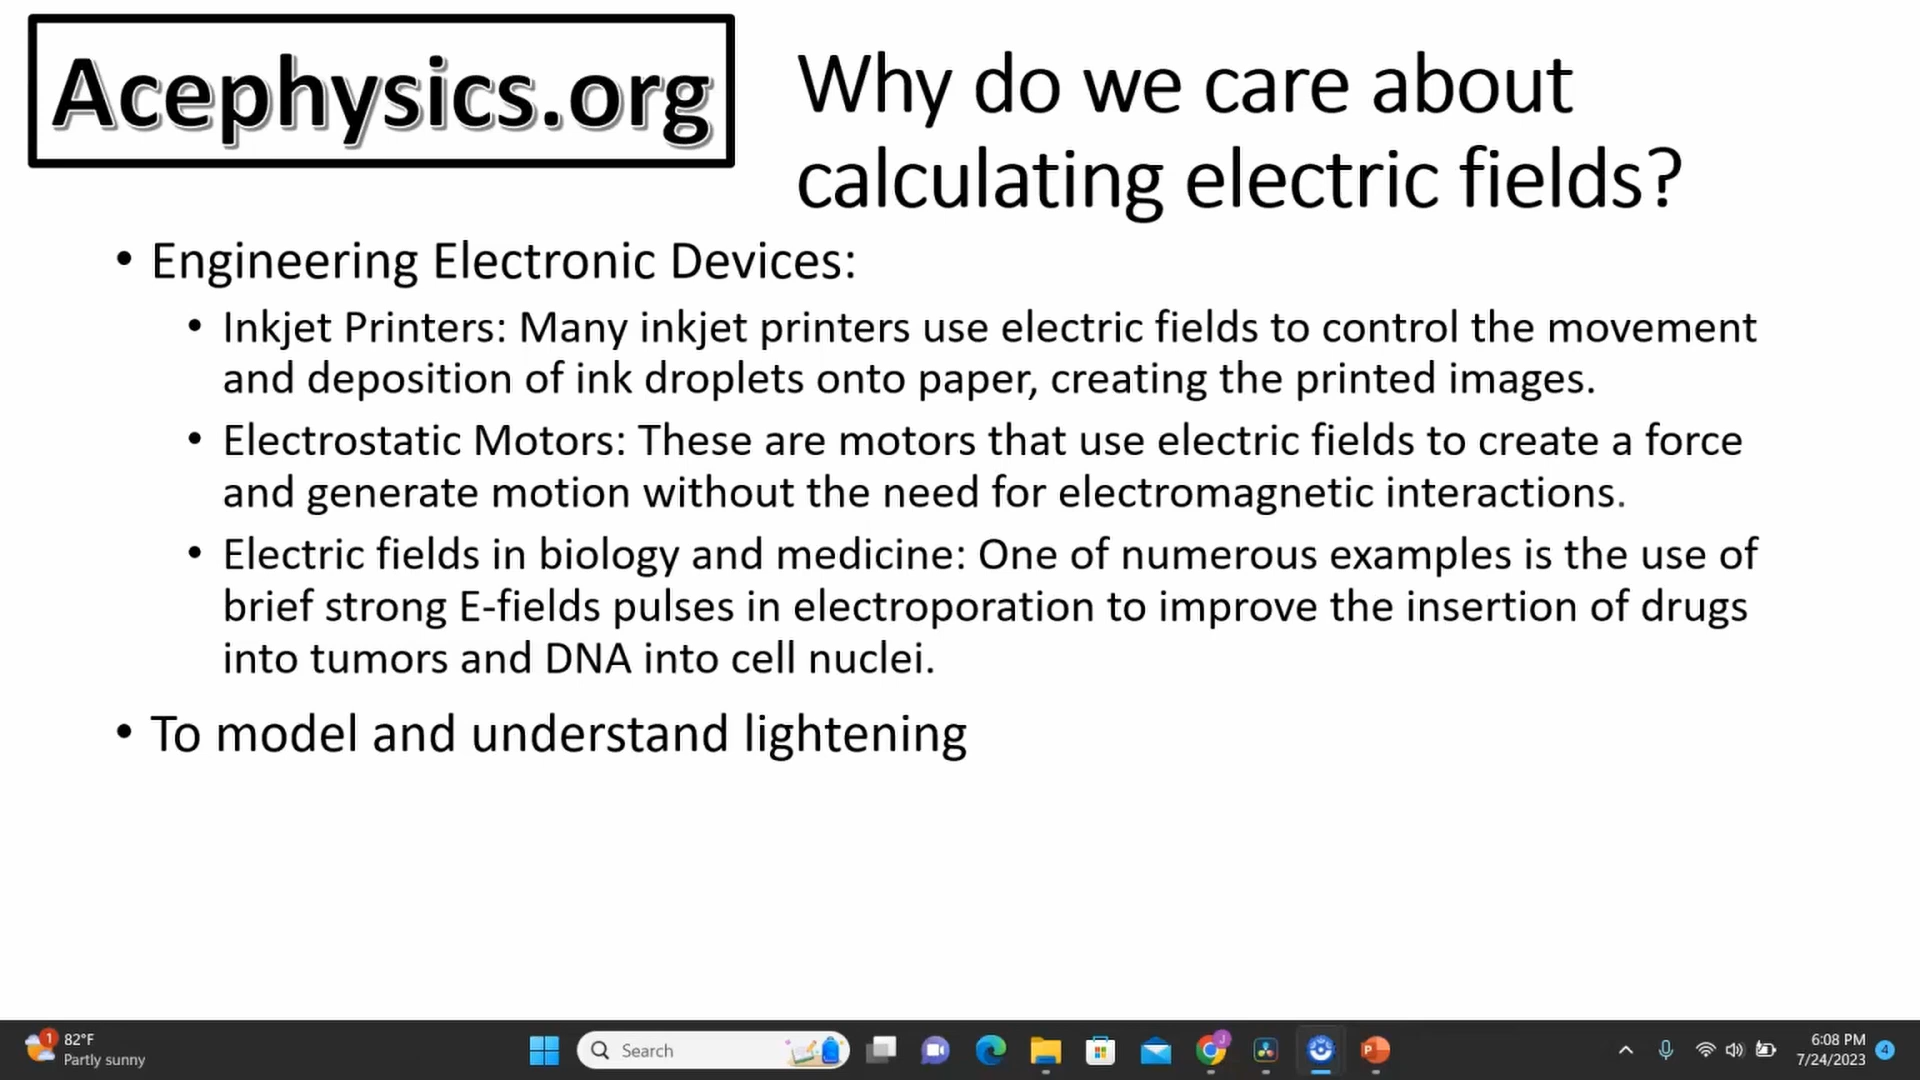 Acephysics.org
Why do we care about
calculating electric fields?
• Engineering Electronic Devices:
• Inkjet Printers: Many inkjet printers use electric fields to control the movement
and deposition of ink droplets onto paper, creating the printed images.
• Electrostatic Motors: These are motors that use electric fields to create a force
and generate motion without the need for electromagnetic interactions.
• Electric fields in biology and medicine: One of numerous examples is the use of
brief strong E-fields pulses in electroporation to improve the insertion of drugs
into tumors and DNA into cell nuclei.
• To model and understand lightening
1
82°F
Partly sunny
Search
J
P
6:08 PM
7/24/2023
4